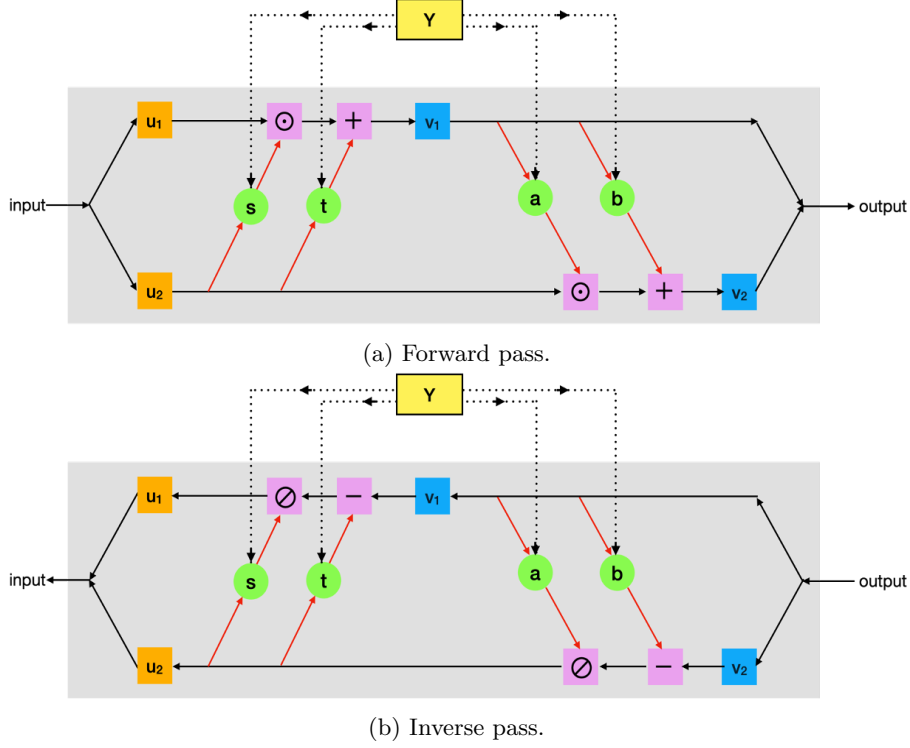 Y
u1 ⊙ + v1
input s t a b output
u2 ⊙ + v2
(a) Forward pass.
Y
u1 ⊘ − v1
input s t a b output
u2 ⊘ − v2
(b) Inverse pass.